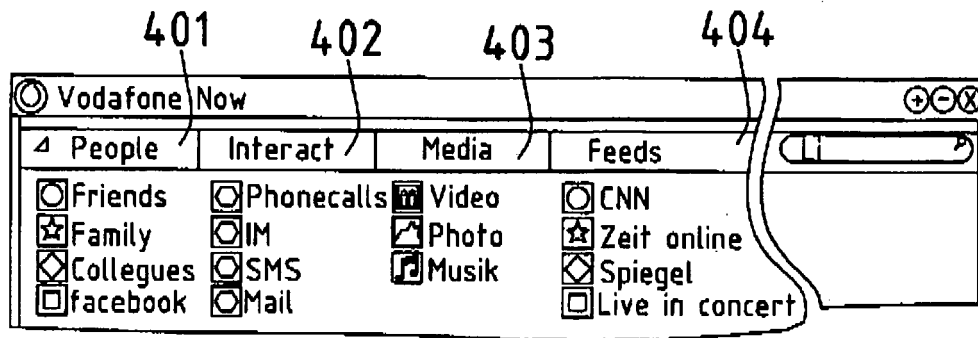 401 402 403 404
Vodafone Now
People Interact Media Feeds
Friends Phonecalls Video CNN
Family IM Photo Zeit online
Collegues SMS Musik Spiegel
facebook Mail Live in concert